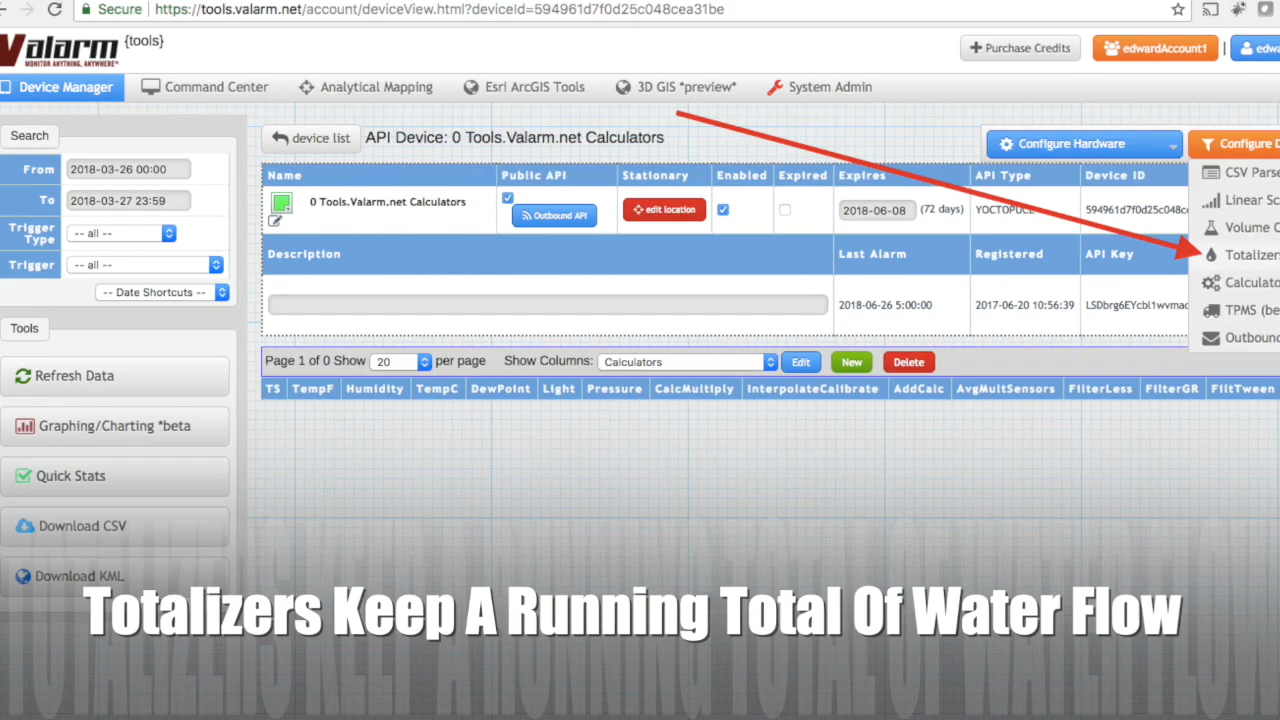 Secure https://tools.valarm.net/account/deviceView.html?deviceId=594961d7f0d25c048cea31be
Valarm {tools}
MONITOR ANYTHING, ANYWHERE™
Purchase Credits
edwardAccount1
edwa
Device Manager
Command Center
Analytical Mapping
Esri ArcGIS Tools
3D GIS *preview*
System Admin
Search
From 2018-03-26 00:00
To 2018-03-27 23:59
Trigger Type -- all --
Trigger -- all --
-- Date Shortcuts --
Tools
Refresh Data
Graphing/Charting *beta
Quick Stats
Download CSV
Download KML
device list API Device: 0 Tools.Valarm.net Calculators
Configure Hardware
Configure D
CSV Parse
Linear Sc
Volume C
Totalizers
Calculato
TPMS (be
Outbound
Name Public API Stationary Enabled Expired Expires API Type Device ID
0 Tools.Valarm.net Calculators Outbound API edit location 2018-06-08 (72 days) YOCTOPUCE 594961d7f0d25c048c
Description Last Alarm Registered API Key
2018-06-26 5:00:00 2017-06-20 10:56:39 LSDbrg6EYcbl1wvmac
Page 1 of 0 Show 20 per page Show Columns: Calculators Edit New Delete
TS TempF Humidity TempC DewPoint Light Pressure CalcMultiply InterpolateCalibrate AddCalc AvgMultSensors FilterLess FilterGR FiltTween
Totalizers Keep A Running Total Of Water Flow